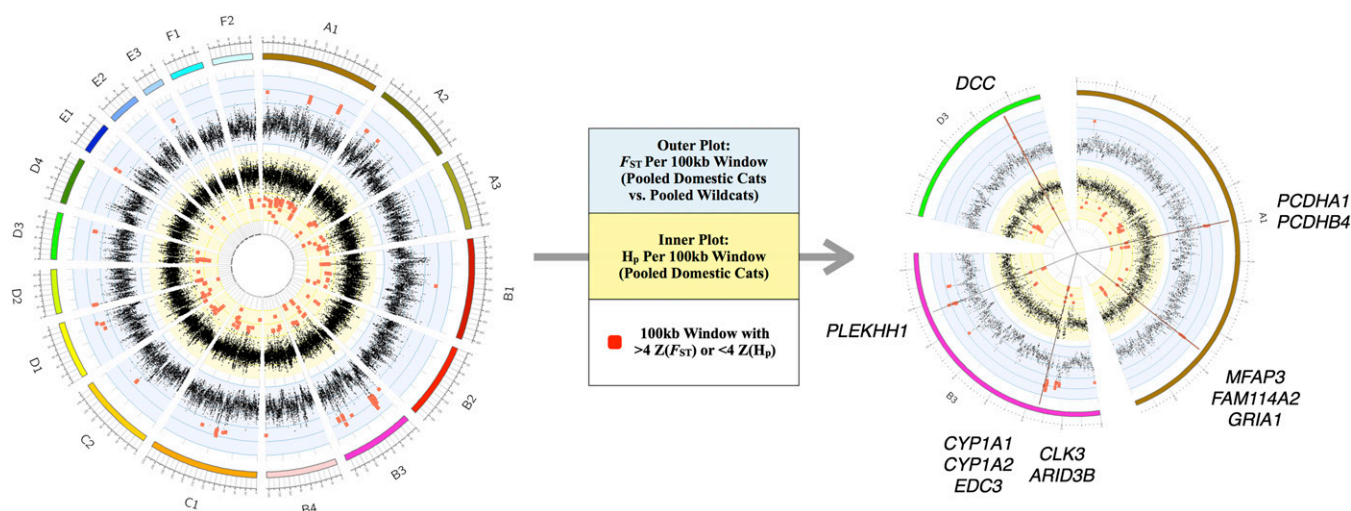 A1
A2
A3
B1
B2
B3
B4
C1
C2
D1
D2
D3
D4
E1
E2
E3
F1
F2
Outer Plot:
FST Per 100kb Window
(Pooled Domestic Cats
vs. Pooled Wildcats)
Inner Plot:
Hp Per 100kb Window
(Pooled Domestic Cats)
100kb Window with
>4 Z(FST) or <4 Z(Hp)
DCC
D3
A1
PCDHA1
PCDHB4
PLEKHH1
B3
MFAP3
FAM114A2
GRIA1
CYP1A1
CYP1A2
EDC3
CLK3
ARID3B